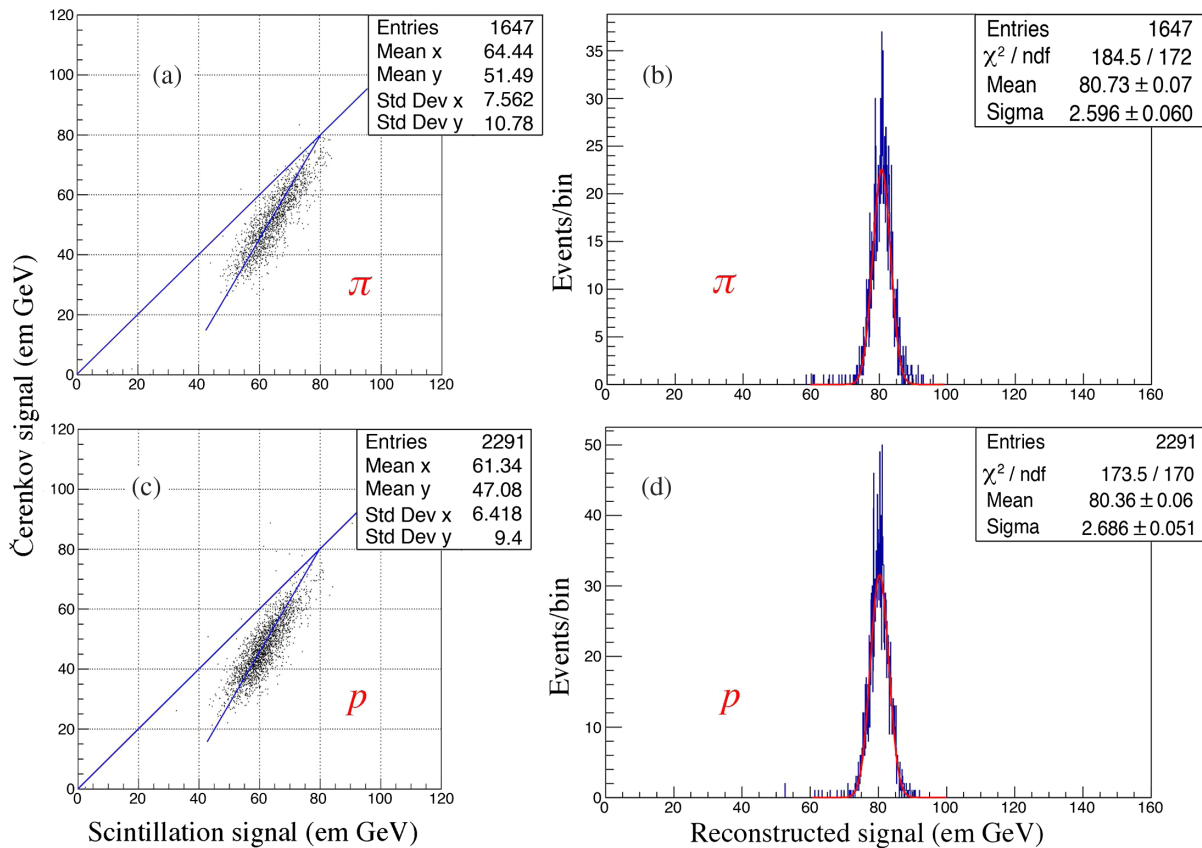 Čerenkov signal (em GeV)
(a)
Entries 1647
Mean x 64.44
Mean y 51.49
Std Dev x 7.562
Std Dev y 10.78
π
120
100
80
60
40
20
0
0 20 40 60 80 100 120
(b)
Entries 1647
χ² / ndf 184.5 / 172
Mean 80.73 ± 0.07
Sigma 2.596 ± 0.060
π
Events/bin
35
30
25
20
15
10
5
0
0 20 40 60 80 100 120 140 160
(c)
Entries 2291
Mean x 61.34
Mean y 47.08
Std Dev x 6.418
Std Dev y 9.4
p
120
100
80
60
40
20
0
0 20 40 60 80 100 120
Scintillation signal (em GeV)
(d)
Entries 2291
χ² / ndf 173.5 / 170
Mean 80.36 ± 0.06
Sigma 2.686 ± 0.051
p
Events/bin
50
40
30
20
10
0
0 20 40 60 80 100 120 140 160
Reconstructed signal (em GeV)